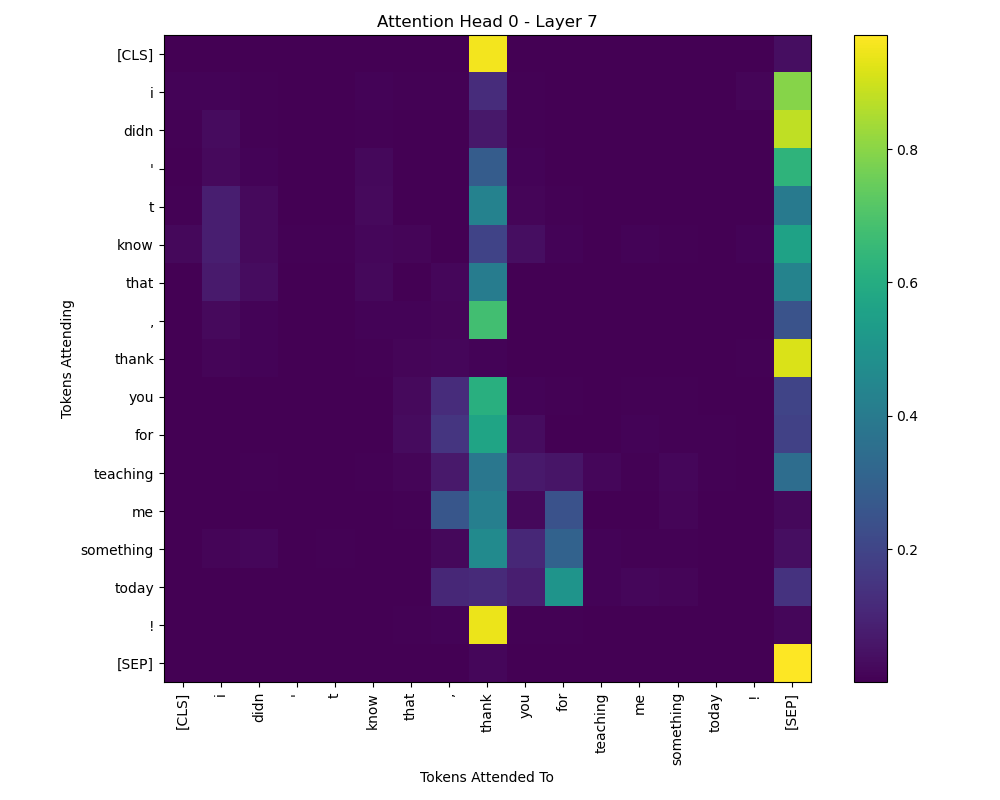 Attention Head 0 - Layer 7
Tokens Attending
[CLS]
i
didn
'
t
know
that
,
thank
you
for
teaching
me
something
today
!
[SEP]
[CLS]
i
didn
'
t
know
that
,
thank
you
for
teaching
me
something
today
!
[SEP]
Tokens Attended To
0.8
0.6
0.4
0.2